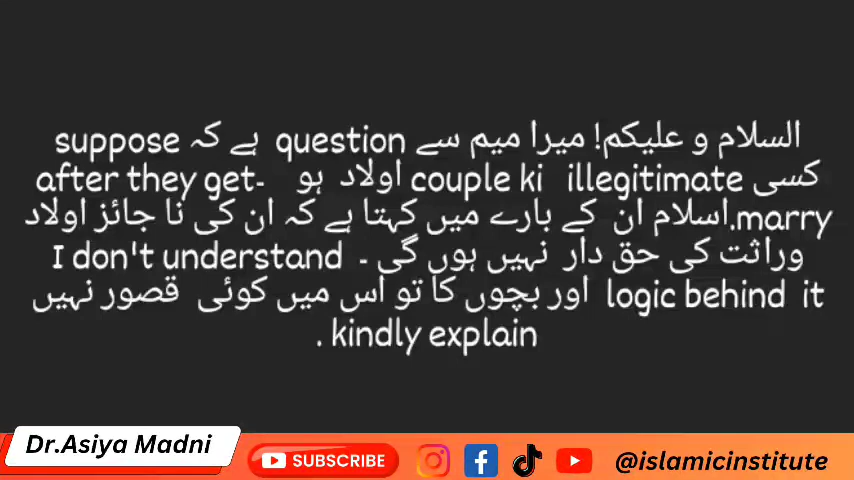 السلام و علیکم! میرا میم سے question ہے کہ suppose
کسی couple ki illegitimate اولاد ہو ۔after they get
marry.اسلام ان کے بارے میں کہتا ہے کہ ان کی نا جائز اولاد
وراثت کی حق دار نہیں ہوں گی ۔ I don't understand
logic behind it اور بچوں کا تو اس میں کوئی قصور نہیں
kindly explain .
Dr.Asiya Madni
SUBSCRIBE
@islamicinstitute